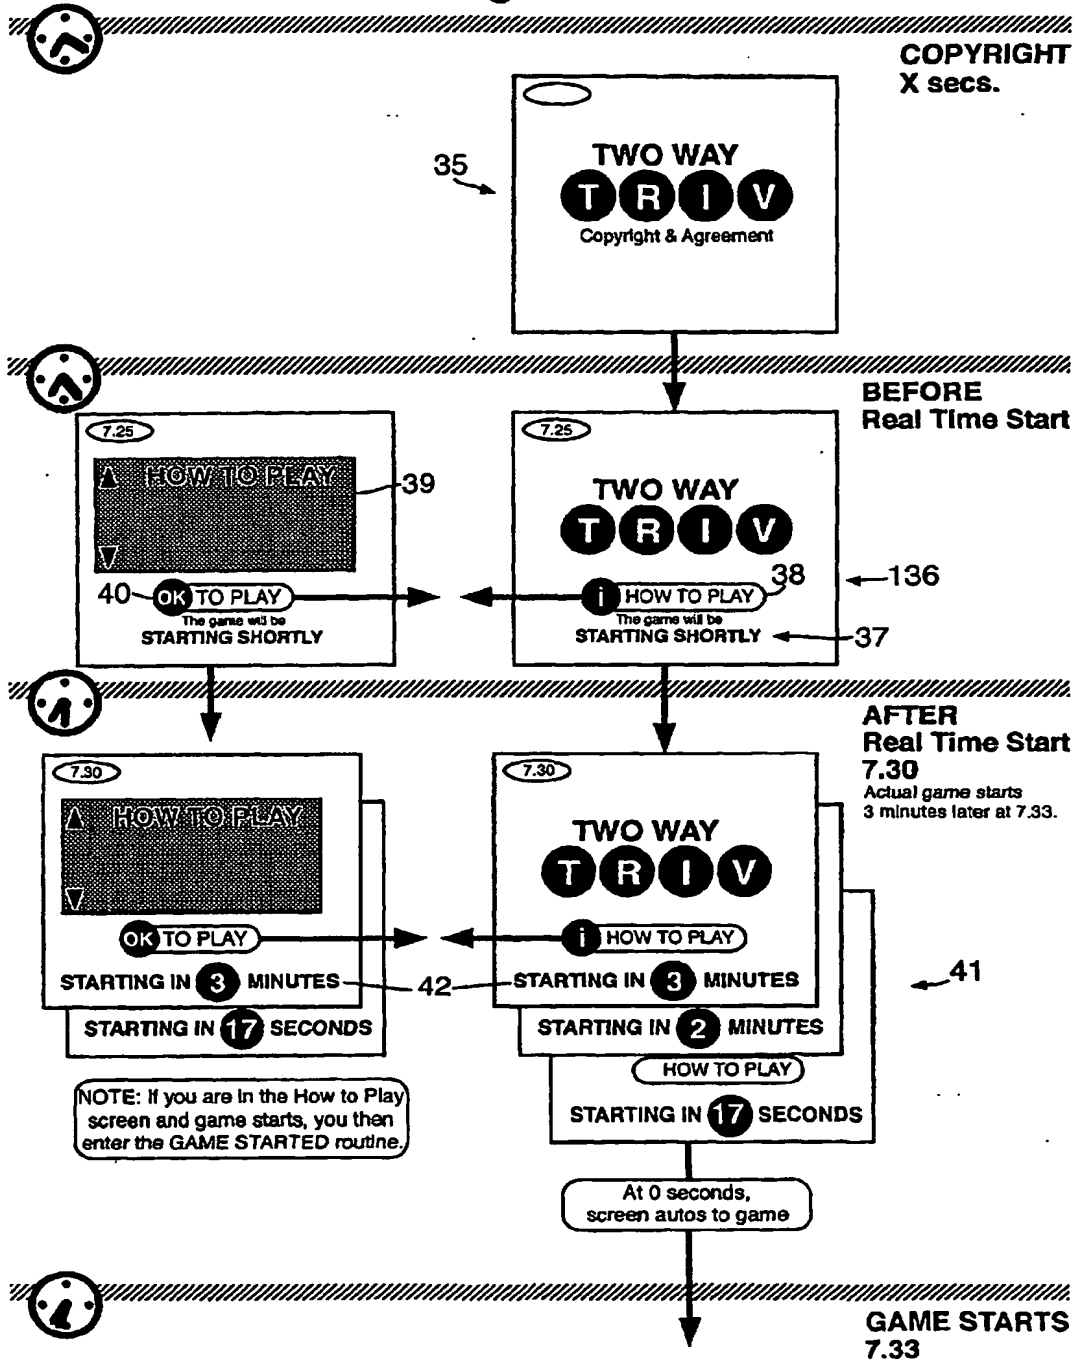 COPYRIGHT
X secs.
35
TWO WAY
TRIV
Copyright & Agreement
BEFORE
Real Time Start
7.25
HOW TO PLAY
39
40
OK TO PLAY
The game will be
STARTING SHORTLY
7.25
TWO WAY
TRIV
38
i HOW TO PLAY
136
The game will be
STARTING SHORTLY
37
AFTER
Real Time Start
7.30
Actual game starts
3 minutes later at 7.33.
7.30
HOW TO PLAY
OK TO PLAY
STARTING IN 3 MINUTES
42
STARTING IN 17 SECONDS
7.30
TWO WAY
TRIV
i HOW TO PLAY
STARTING IN 3 MINUTES
41
STARTING IN 2 MINUTES
HOW TO PLAY
STARTING IN 17 SECONDS
NOTE: If you are in the How to Play
screen and game starts, you then
enter the GAME STARTED routine.
At 0 seconds,
screen autos to game
GAME STARTS
7.33